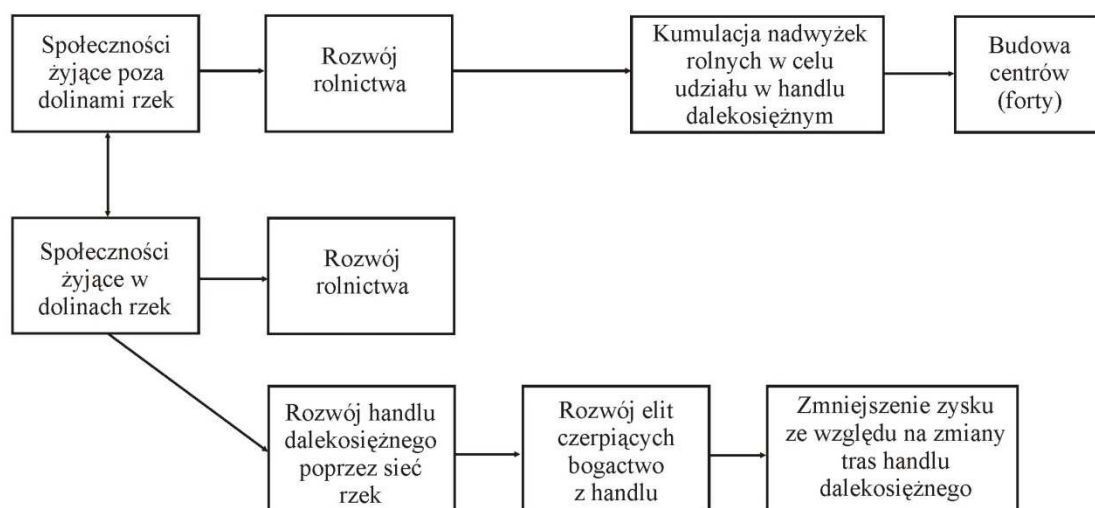 Społeczności
żyjące poza
dolinami rzek
Rozwój
rolnictwa
Kumulacja nadwyżek
rolnych w celu
udziału w handlu
dalekosiężnym
Budowa
centrów
(forty)
Społeczności
żyjące w
dolinach rzek
Rozwój
rolnictwa
Rozwój handlu
dalekosiężnego
poprzez sieć
rzek
Rozwój elit
czerpiących
bogactwo
z handlu
Zmniejszenie zysku
ze względu na zmiany
tras handlu
dalekosiężnego